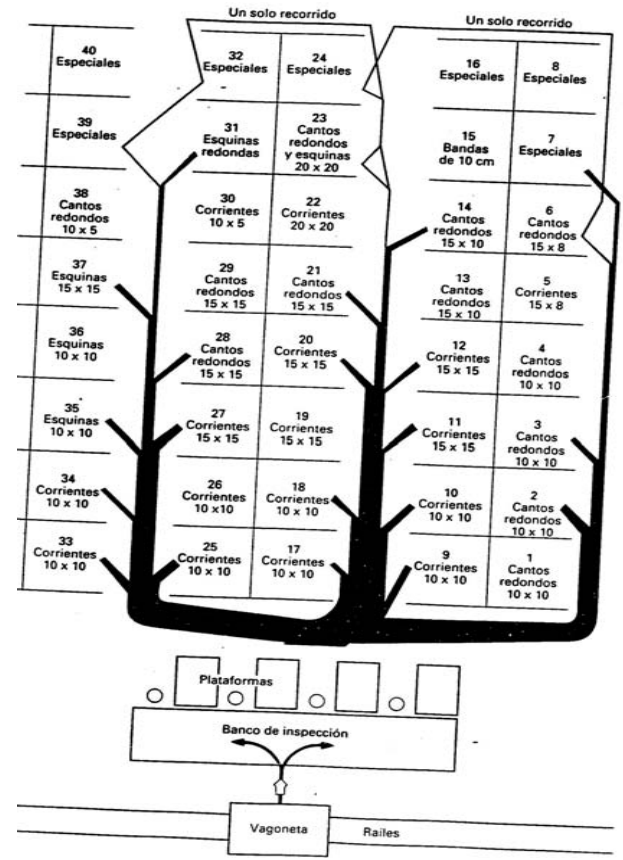 Un solo recorrido
Un solo recorrido
40
Especiales
32
Especiales
24
Especiales
16
Especiales
8
Especiales
39
Especiales
31
Esquinas
redondas
23
Cantos
redondos
y esquinas
20 x 20
15
Bandas
de 10 cm
7
Especiales
38
Cantos
redondos
10 x 5
30
Corrientes
10 x 5
22
Corrientes
20 x 20
14
Cantos
redondos
15 x 10
6
Cantos
redondos
15 x 8
37
Esquinas
15 x 15
29
Cantos
redondos
15 x 15
21
Cantos
redondos
15 x 15
13
Cantos
redondos
15 x 10
5
Corrientes
15 x 8
36
Esquinas
10 x 10
28
Cantos
redondos
15 x 15
20
Corrientes
15 x 15
12
Corrientes
15 x 15
4
Cantos
redondos
10 x 10
35
Esquinas
10 x 10
27
Corrientes
15 x 15
19
Corrientes
15 x 15
11
Corrientes
15 x 15
3
Cantos
redondos
10 x 10
34
Corrientes
10 x 10
26
Corrientes
10 x10
18
Corrientes
10 x 10
10
Corrientes
10 x 10
2
Cantos
redondos
10 x 10
33
Corrientes
10 x 10
25
Corrientes
10 x 10
17
Corrientes
10 x 10
9
Corrientes
10 x 10
1
Cantos
redondos
10 x 10
Plataformas
Banco de inspección
Vagoneta
Railes